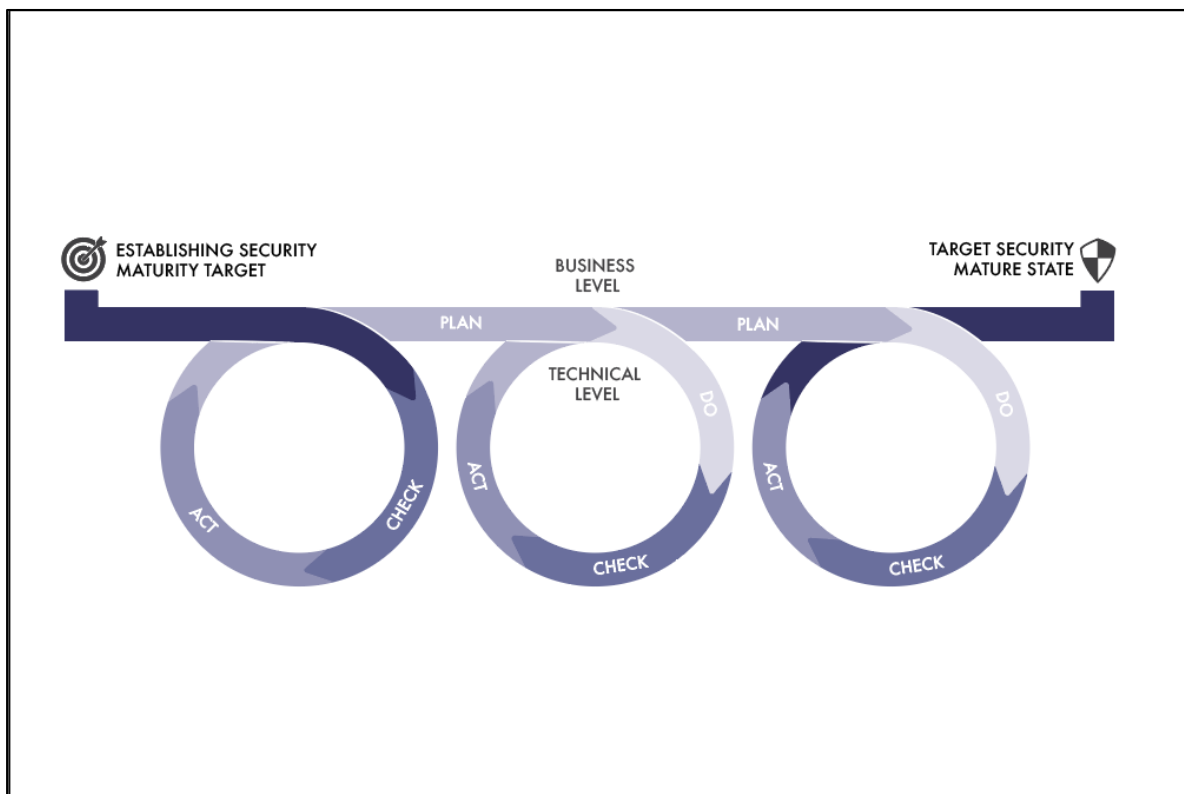 ESTABLISHING SECURITY
MATURITY TARGET
BUSINESS
LEVEL
TARGET SECURITY
MATURE STATE
PLAN
PLAN
TECHNICAL
LEVEL
DO
DO
ACT
CHECK
ACT
CHECK
ACT
CHECK